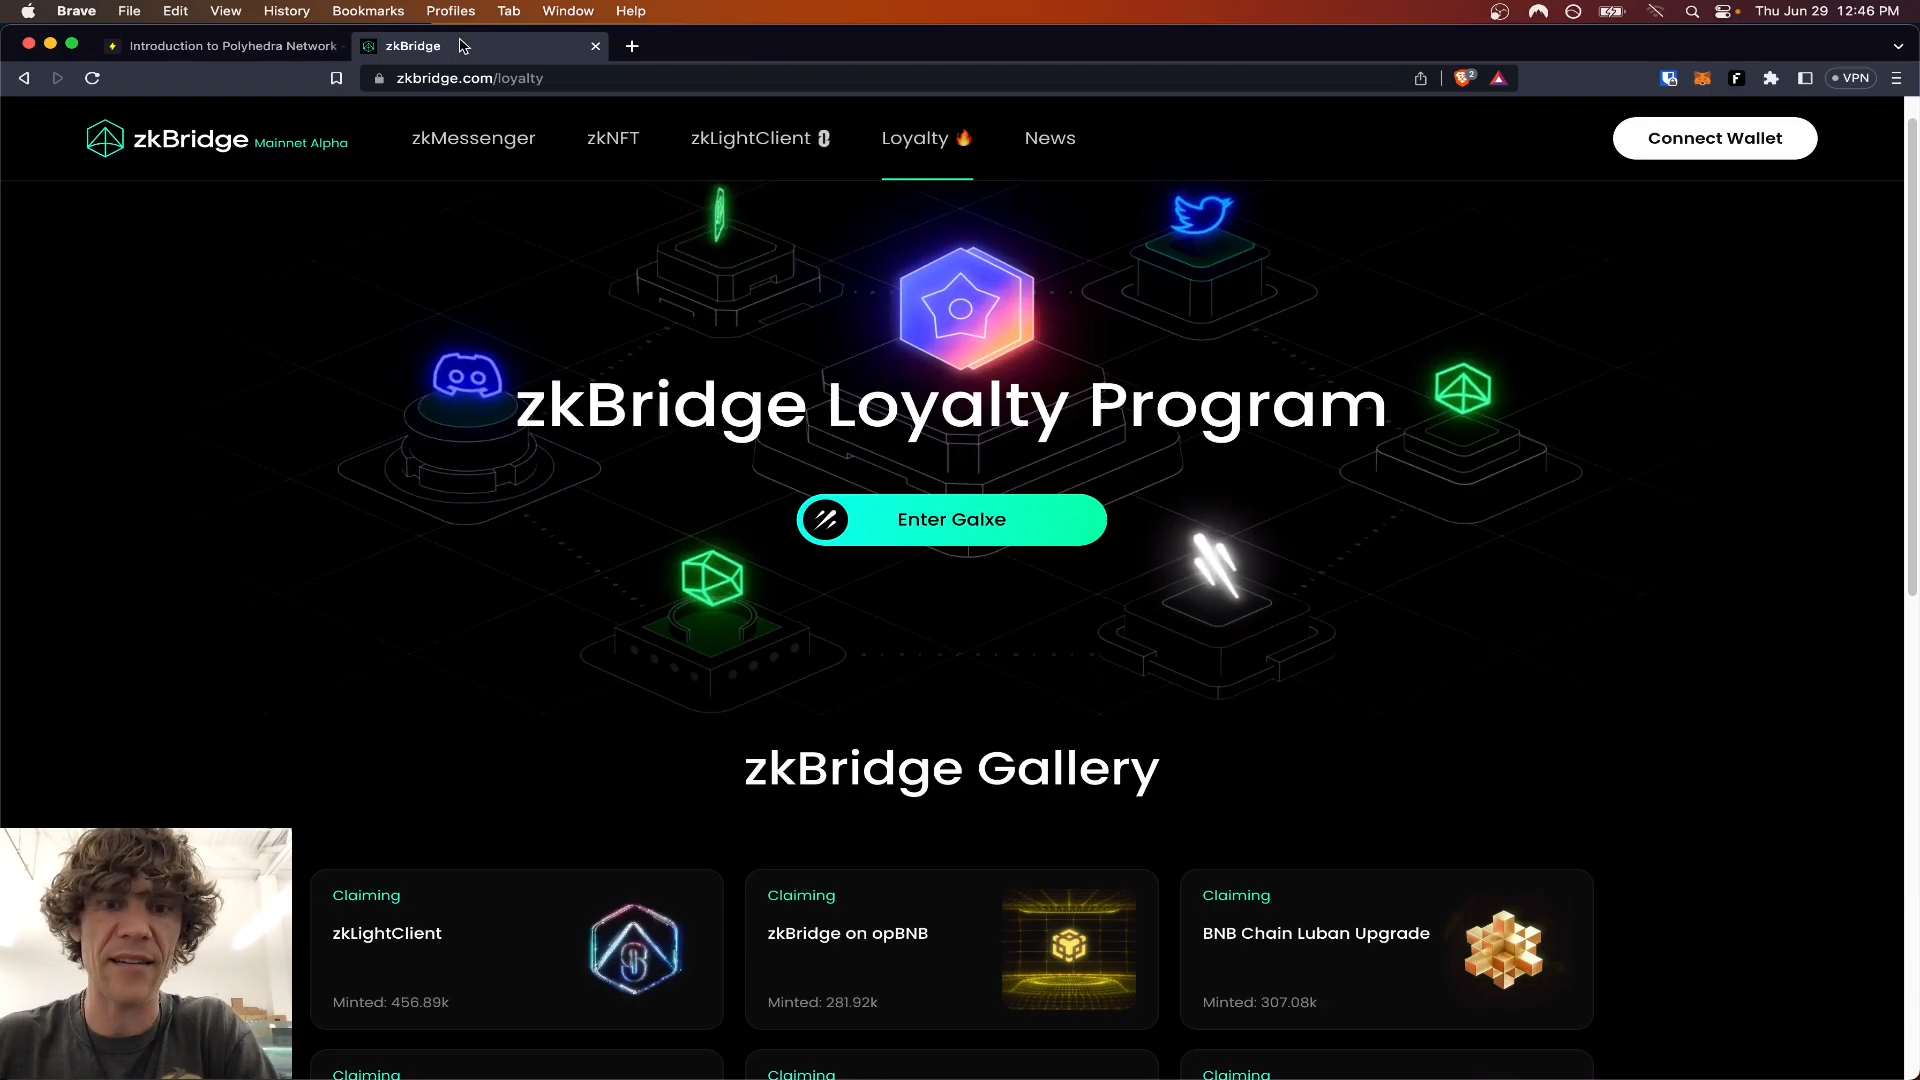 Brave File Edit View History Bookmarks Profiles Tab Window Help
Thu Jun 29 12:46 PM
Introduction to Polyhedra Network
zkBridge
zkbridge.com/loyalty
2
F
VPN
zkBridge Mainnet Alpha
zkMessenger
zkNFT
zkLightClient
Loyalty
News
Connect Wallet
zkBridge Loyalty Program
Enter Galxe
zkBridge Gallery
Claiming
zkLightClient
Minted: 456.89k
Claiming
zkBridge on opBNB
Minted: 281.92k
Claiming
BNB Chain Luban Upgrade
Minted: 307.08k
Claiming
Claiming
Claiming